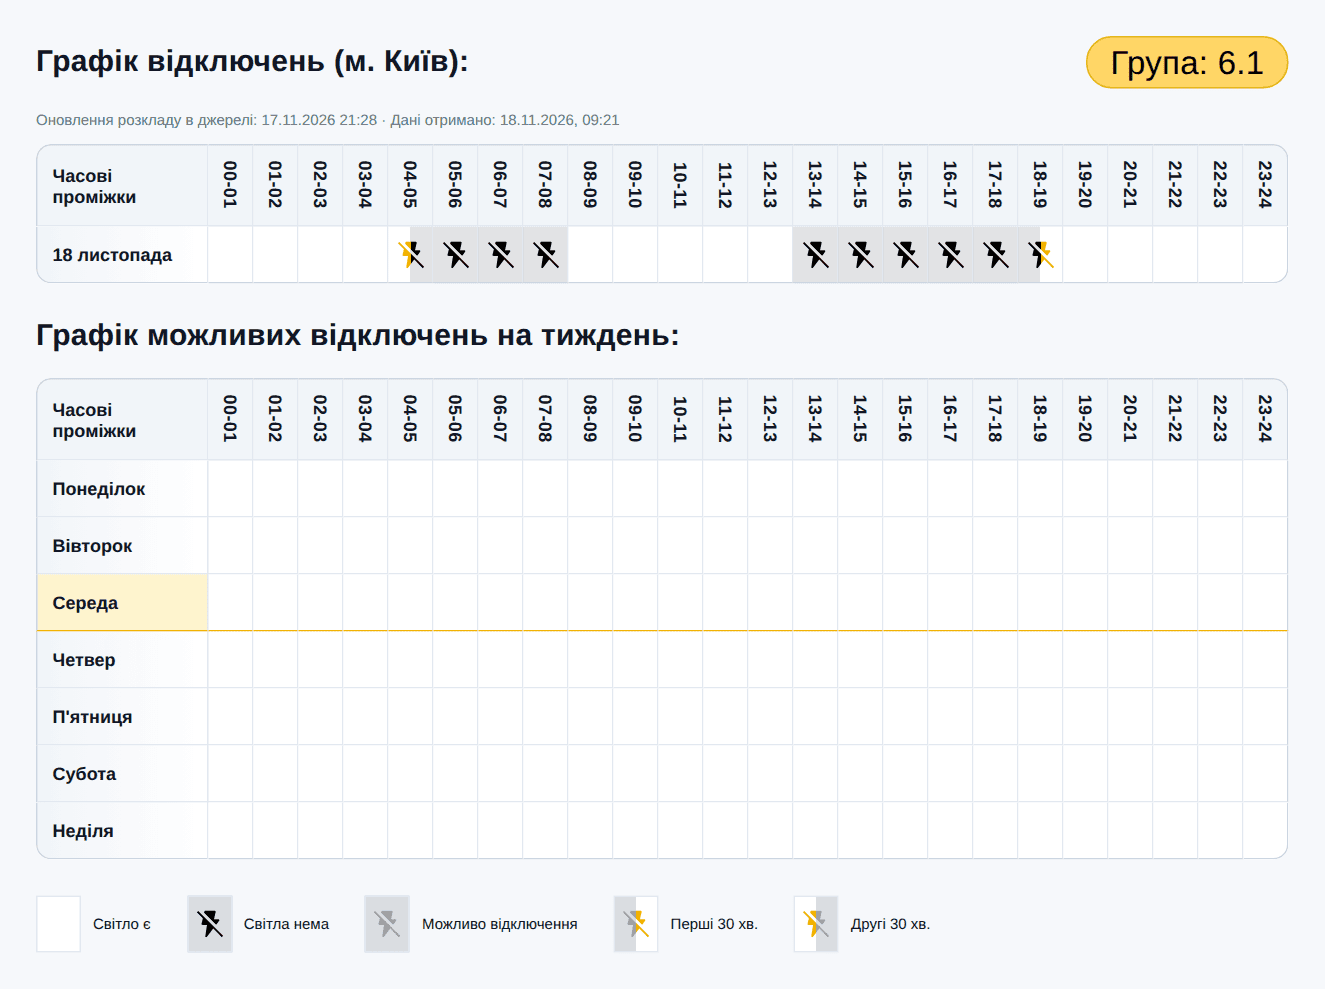 Графік відключень (м. Київ):
Група: 6.1
Оновлення розкладу в джерелі: 17.11.2026 21:28 · Дані отримано: 18.11.2026, 09:21
Часові проміжки 00-01 01-02 02-03 03-04 04-05 05-06 06-07 07-08 08-09 09-10 10-11 11-12 12-13 13-14 14-15 15-16 16-17 17-18 18-19 19-20 20-21 21-22 22-23 23-24
18 листопада
Графік можливих відключень на тиждень:
Часові проміжки 00-01 01-02 02-03 03-04 04-05 05-06 06-07 07-08 08-09 09-10 10-11 11-12 12-13 13-14 14-15 15-16 16-17 17-18 18-19 19-20 20-21 21-22 22-23 23-24
Понеділок
Вівторок
Середа
Четвер
П'ятниця
Субота
Неділя
Світло є Світла нема Можливо відключення Перші 30 хв. Другі 30 хв.